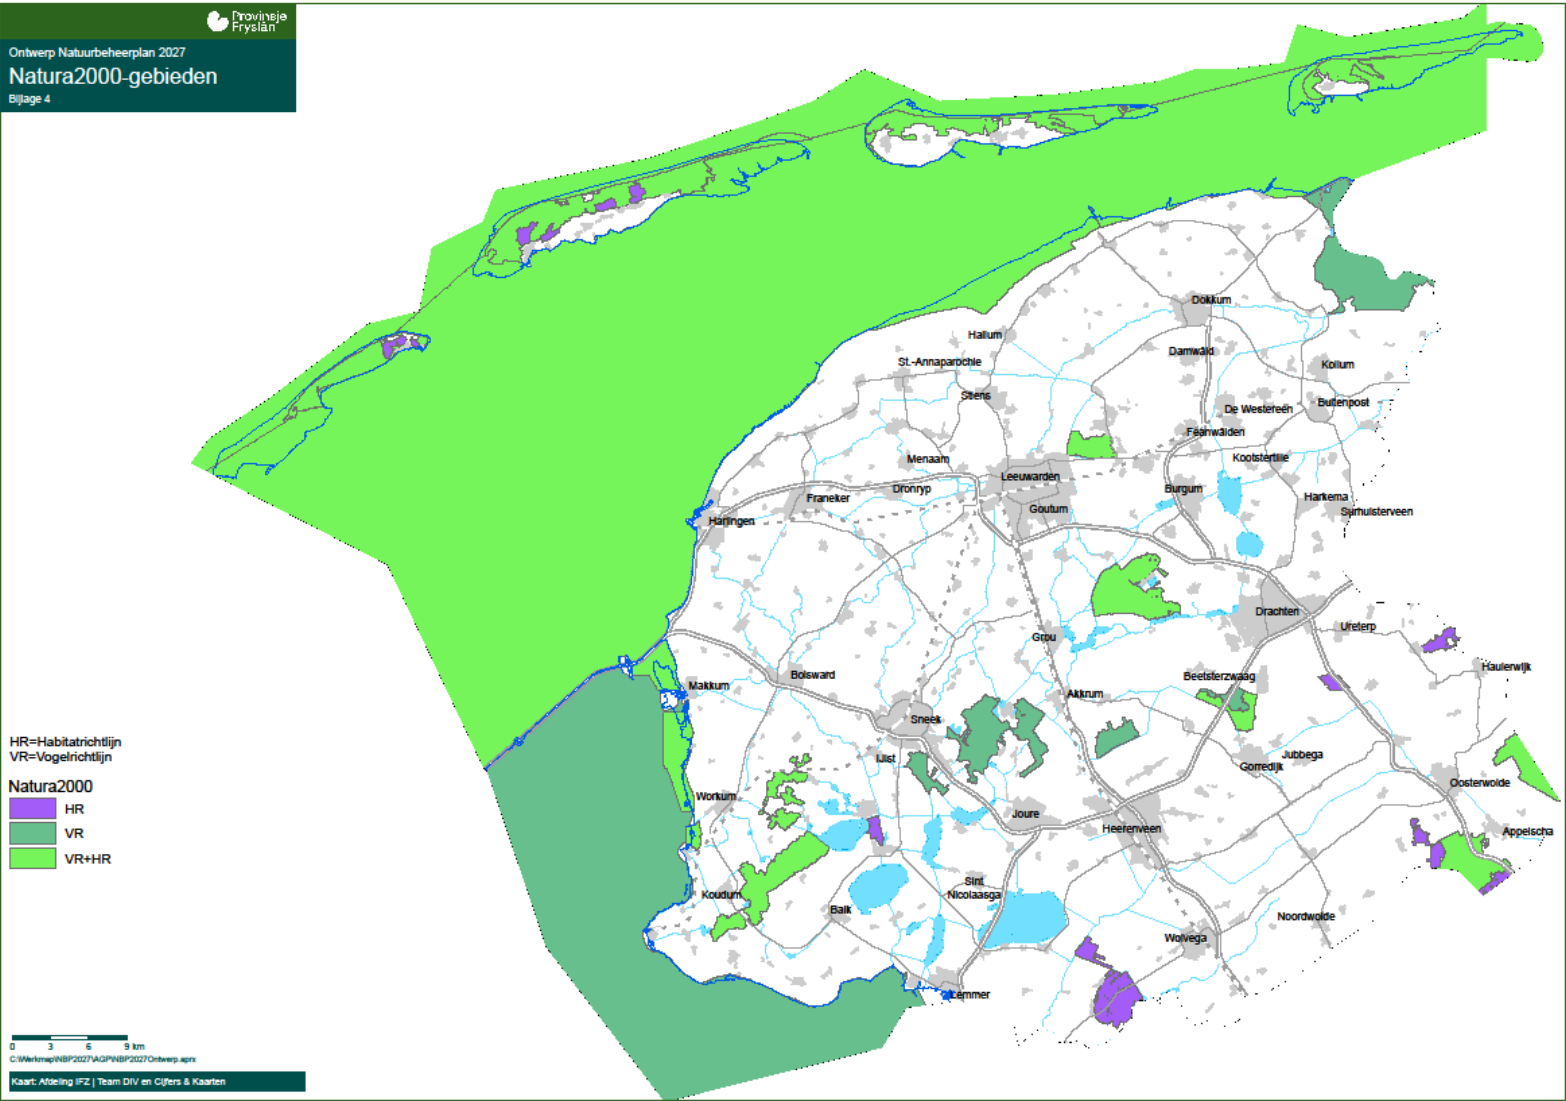 Provinsje
Fryslân
Ontwerp Natuurbeheerplan 2027
Natura2000-gebieden
Bijlage 4
Dokkum
Hallum
Damwâld
St.-Annaparochie
Kollum
Stiens
Buitenpost
De Westereen
Feanwâlden
Menaam
Kootstertille
Leeuwarden
Dronryp
Burgum
Franeker
Harkema
Goutum
Surhuisterveen
Harlingen
Drachten
Ureterp
Grou
Haulerwijk
Bolsward
Beetsterzwaag
Makkum
Akkrum
Sneek
HR=Habitatrichtlijn
VR=Vogelrichtlijn
Jubbega
IJlst
Gorredijk
Natura2000
Oosterwolde
Workum
HR
Joure
VR
Heerenveen
Appelscha
VR+HR
Sint
Nicolaasga
Koudum
Balk
Noordwolde
Wolvega
Lemmer
0 3 6 9 km
C:\Werkmap\NBP2027\AGP\NBP2027Ontwerp.aprx
Kaart: Afdeling IFZ | Team DIV en Cijfers & Kaarten